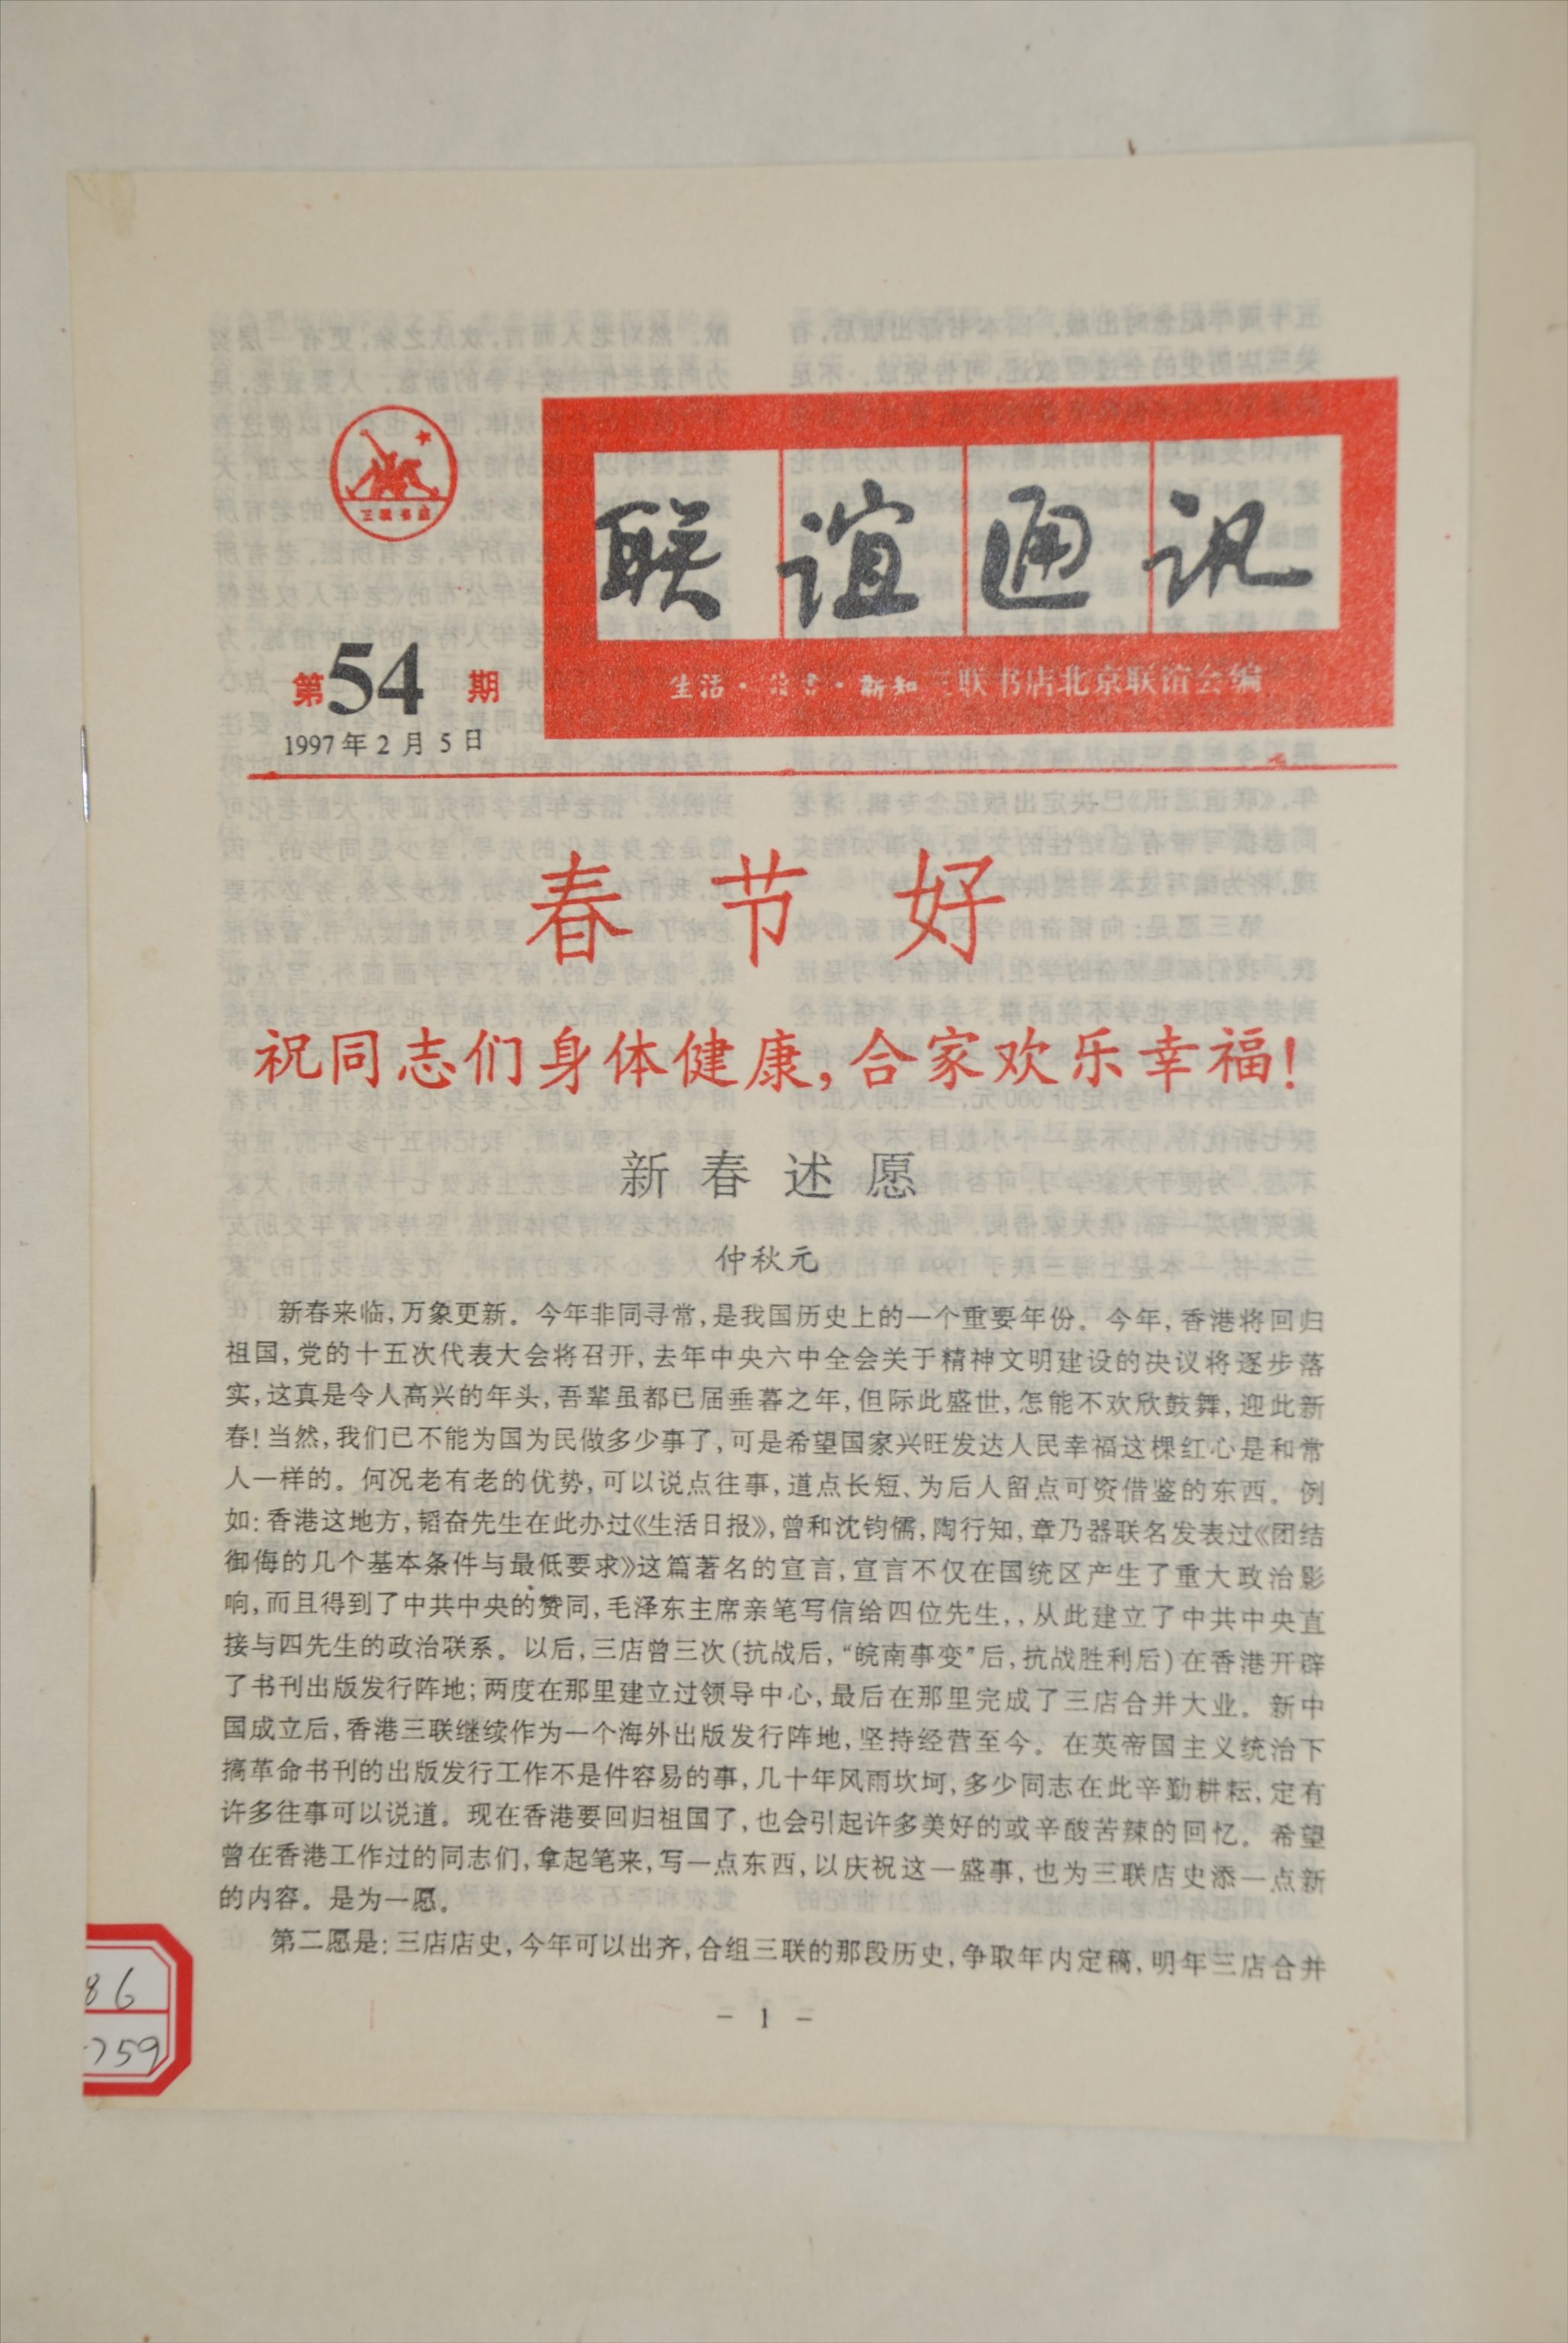 三联书店
联谊通讯
生活·读书·新知三联书店北京联谊会编
第54期
1997年2月5日
春节好
祝同志们身体健康,合家欢乐幸福!
新春述愿
仲秋元
新春来临,万象更新。今年非同寻常,是我国历史上的一个重要年份。今年,香港将回归
祖国,党的十五次代表大会将召开,去年中央六中全会关于精神文明建设的决议将逐步落
实,这真是令人高兴的年头,吾辈虽都已届垂暮之年,但际此盛世,怎能不欢欣鼓舞,迎此新
春!当然,我们已不能为国为民做多少事了,可是希望国家兴旺发达人民幸福这棵红心是和常
人一样的。何况老有老的优势,可以说点往事,道点长短、为后人留点可资借鉴的东西。例
如:香港这地方,韬奋先生在此办过《生活日报》,曾和沈钧儒,陶行知,章乃器联名发表过《团结
御侮的几个基本条件与最低要求》这篇著名的宣言,宣言不仅在国统区产生了重大政治影
响,而且得到了中共中央的赞同,毛泽东主席亲笔写信给四位先生,,从此建立了中共中央直
接与四先生的政治联系。以后,三店曾三次(抗战后,“皖南事变”后,抗战胜利后)在香港开辟
了书刊出版发行阵地;两度在那里建立过领导中心,最后在那里完成了三店合并大业。新中
国成立后,香港三联继续作为一个海外出版发行阵地,坚持经营至今。在英帝国主义统治下
搞革命书刊的出版发行工作不是件容易的事,几十年风雨坎坷,多少同志在此辛勤耕耘,定有
许多往事可以说道。现在香港要回归祖国了,也会引起许多美好的或辛酸苦辣的回忆。希望
曾在香港工作过的同志们,拿起笔来,写一点东西,以庆祝这一盛事,也为三联店史添一点新
的内容。是为一愿。
第二愿是:三店店史,今年可以出齐,合组三联的那段历史,争取年内定稿,明年三店合并
86
759
- 1 -